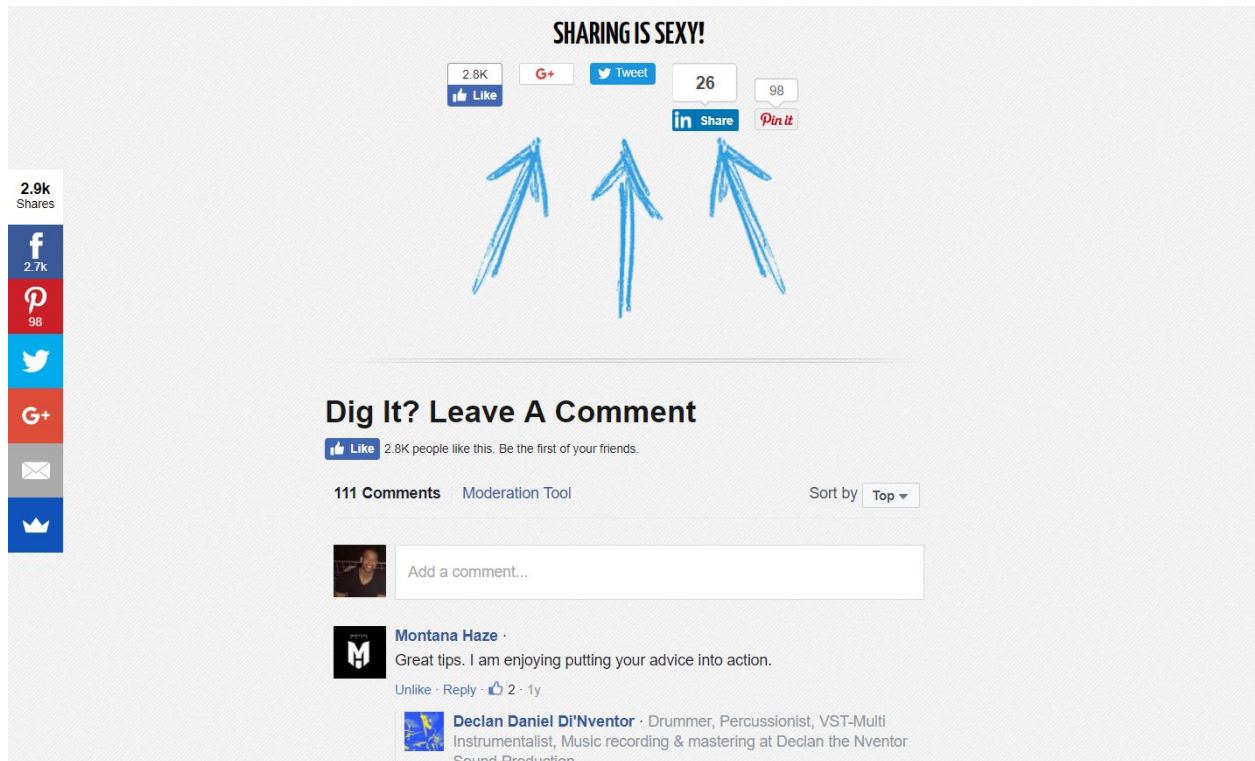 SHARING IS SEXY!
2.8K
Like
G+
Tweet
26
in Share
98
Pin it
2.9k
Shares
f
2.7k
98
G+
Dig It? Leave A Comment
Like 2.8K people like this. Be the first of your friends.
111 Comments Moderation Tool Sort by Top
Add a comment...
M
Montana Haze ·
Great tips. I am enjoying putting your advice into action.
Unlike · Reply · 2 · 1y
Declan Daniel Di'Nventor · Drummer, Percussionist, VST-Multi
Instrumentalist, Music recording & mastering at Declan the Nventor
Sound Production